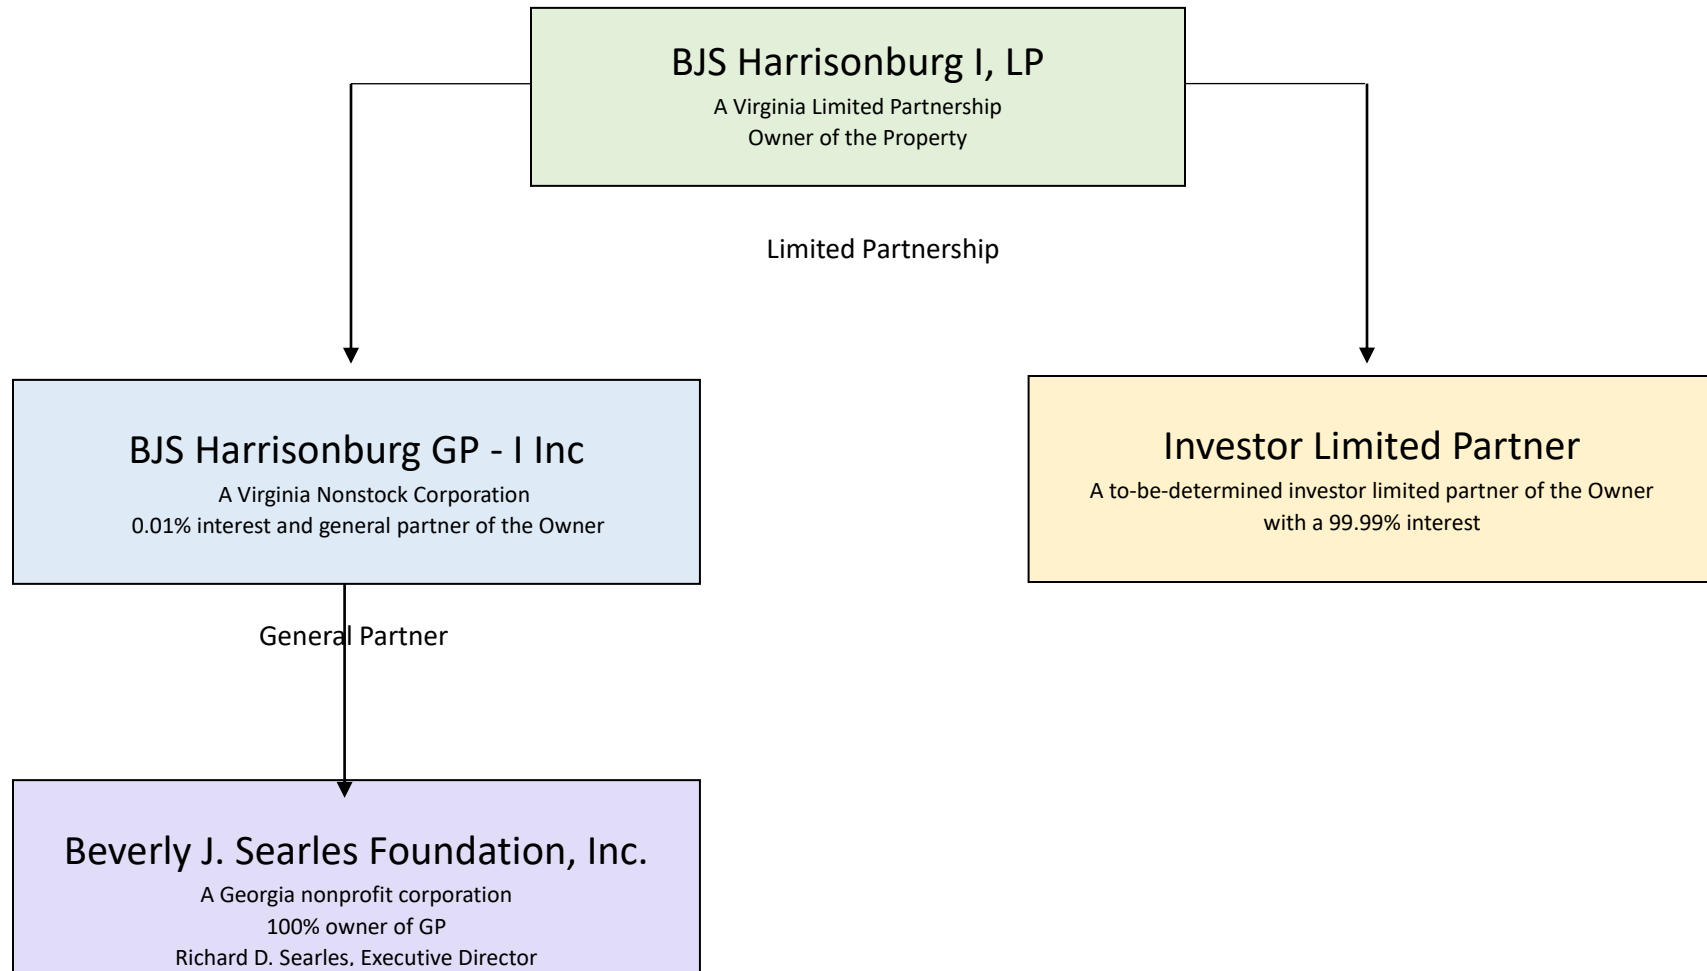 BJS Harrisonburg I, LP
A Virginia Limited Partnership
Owner of the Property
Limited Partnership
BJS Harrisonburg GP - I Inc
A Virginia Nonstock Corporation
0.01% interest and general partner of the Owner
Investor Limited Partner
A to-be-determined investor limited partner of the Owner
with a 99.99% interest
General Partner
Beverly J. Searles Foundation, Inc.
A Georgia nonprofit corporation
100% owner of GP
Richard D. Searles, Executive Director